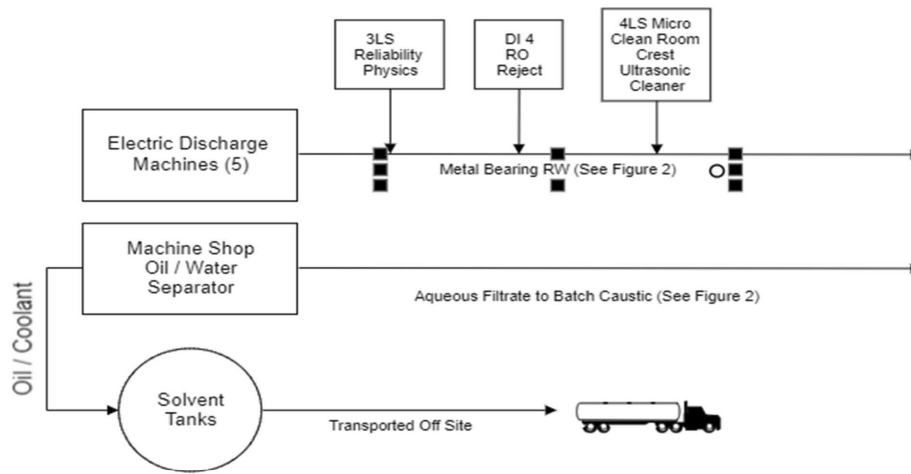 3LS
Reliability
Physics
DI 4
RO
Reject
4LS Micro
Clean Room
Crest
Ultrasonic
Cleaner
Electric Discharge
Machines (5)
Metal Bearing RW (See Figure 2)
Machine Shop
Oil / Water
Separator
Aqueous Filtrate to Batch Caustic (See Figure 2)
Oil / Coolant
Solvent
Tanks
Transported Off Site